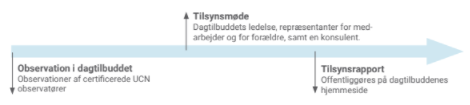 Tilsynsmøde
Dagtilbuddets ledelse, repræsentanter for med-
arbejder og for forældre, samt en konsulent.
Observation i dagtilbuddet
Observationer af certificerede UCN
observatører
Tilsynsrapport
Offentliggøres på dagtilbuddenes
hjemmeside